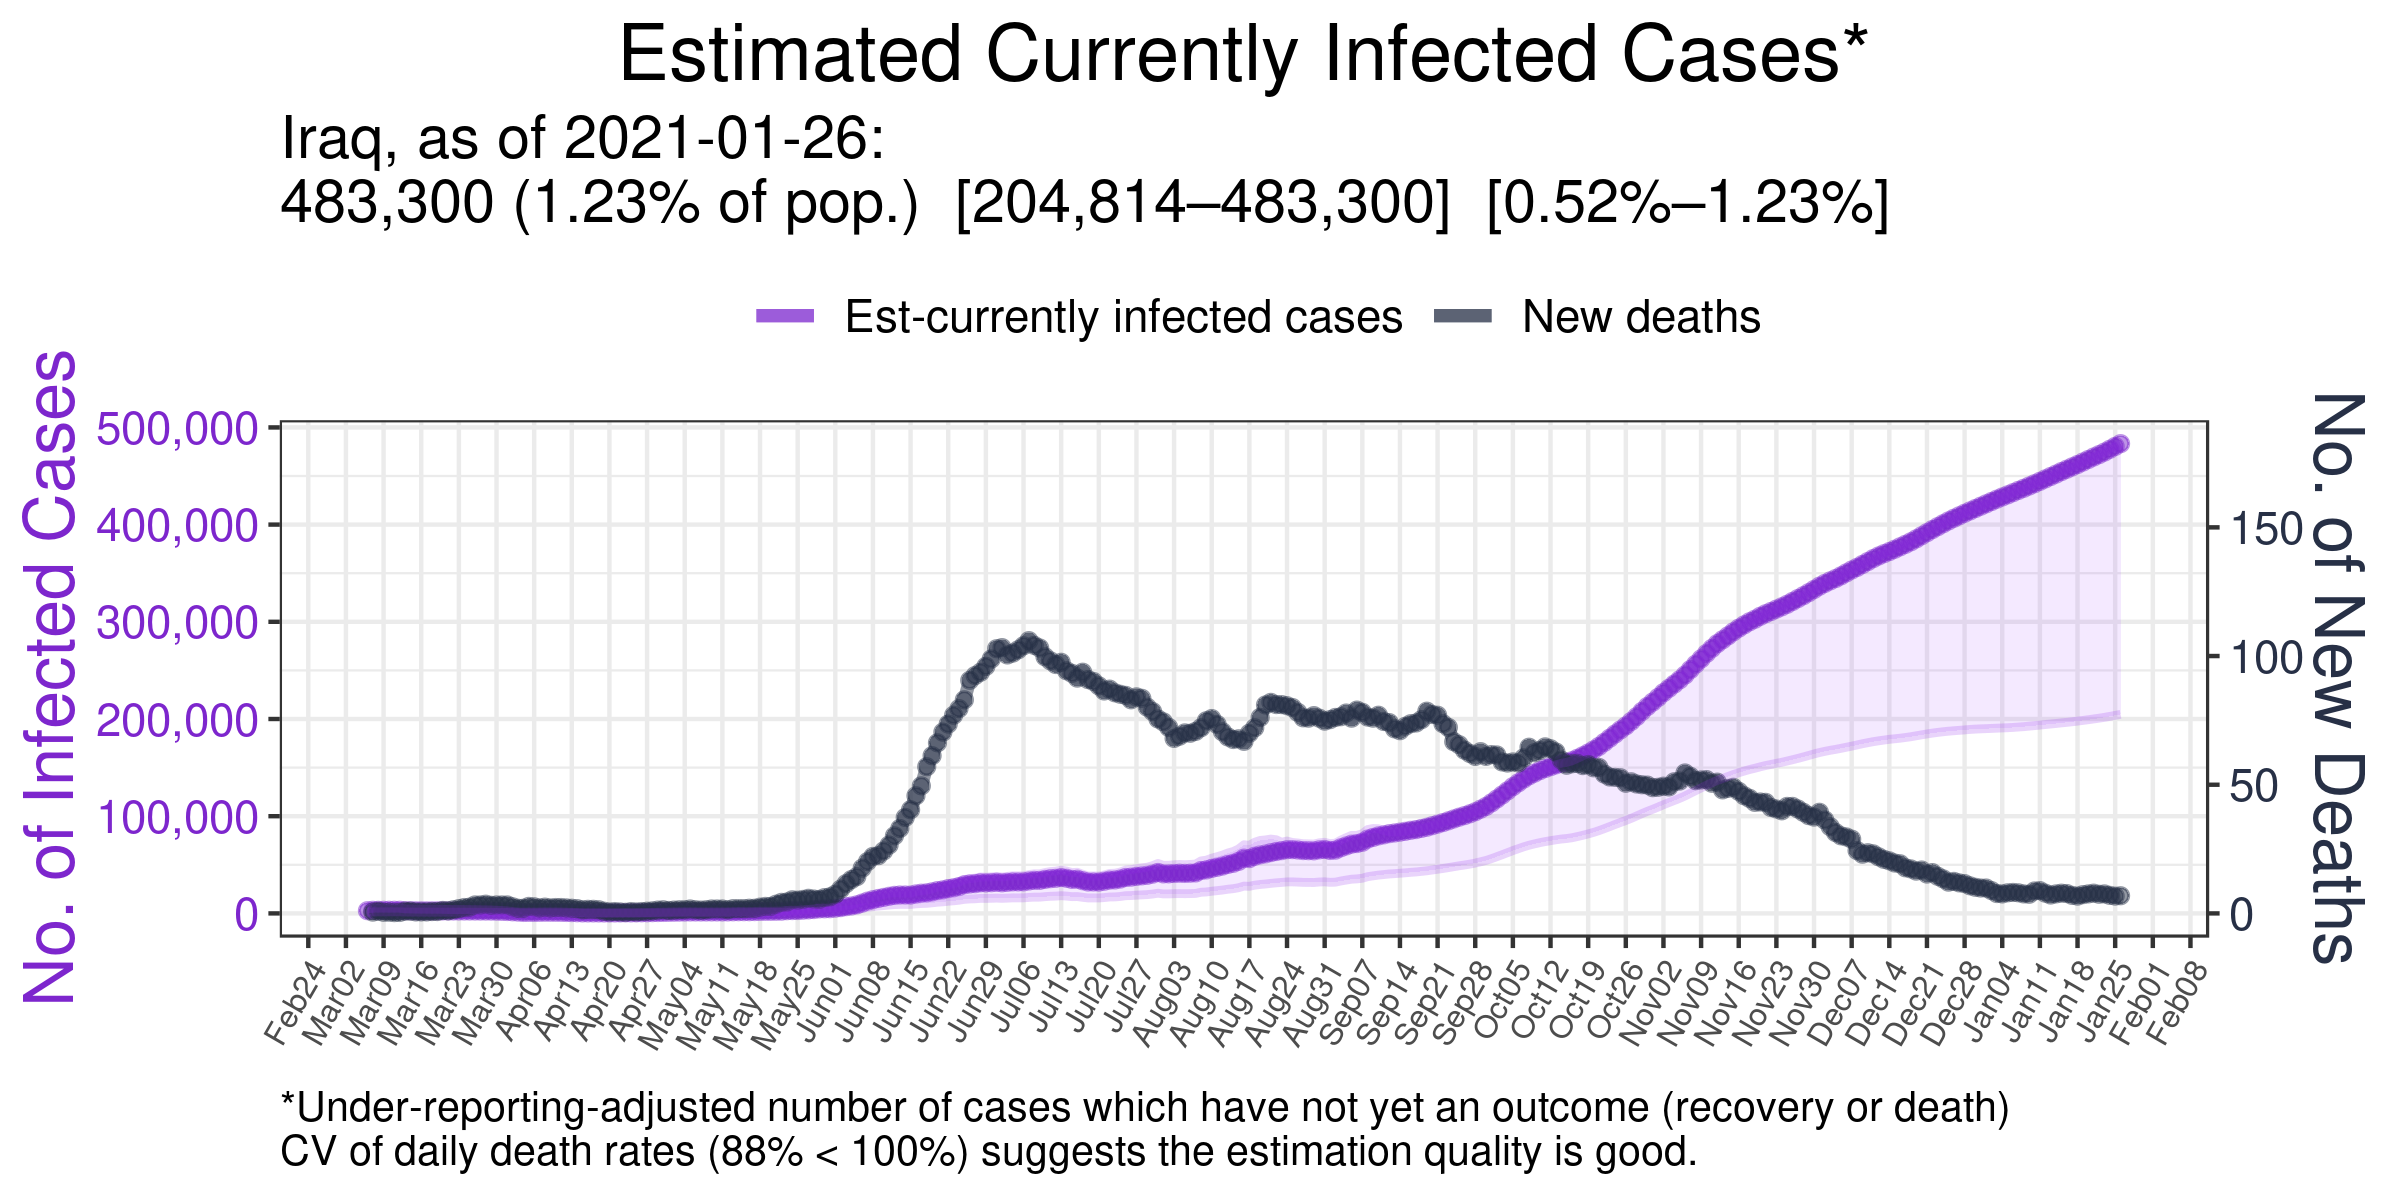 Estimated Currently Infected Cases*
Iraq, as of 2021-01-26:
483,300 (1.23% of pop.) [204,814–483,300] [0.52%–1.23%]
Est-currently infected cases
New deaths
No. of Infected Cases
500,000
400,000
300,000
200,000
100,000
0
150
100
50
0
No. of New Deaths
Feb24
Mar02
Mar09
Mar16
Mar23
Mar30
Apr06
Apr13
Apr20
Apr27
May04
May11
May18
May25
Jun01
Jun08
Jun15
Jun22
Jun29
Jul06
Jul13
Jul20
Jul27
Aug03
Aug10
Aug17
Aug24
Aug31
Sep07
Sep14
Sep21
Sep28
Oct05
Oct12
Oct19
Oct26
Nov02
Nov09
Nov16
Nov23
Nov30
Dec07
Dec14
Dec21
Dec28
Jan04
Jan11
Jan18
Jan25
Feb01
Feb08
*Under-reporting-adjusted number of cases which have not yet an outcome (recovery or death)
CV of daily death rates (88% < 100%) suggests the estimation quality is good.